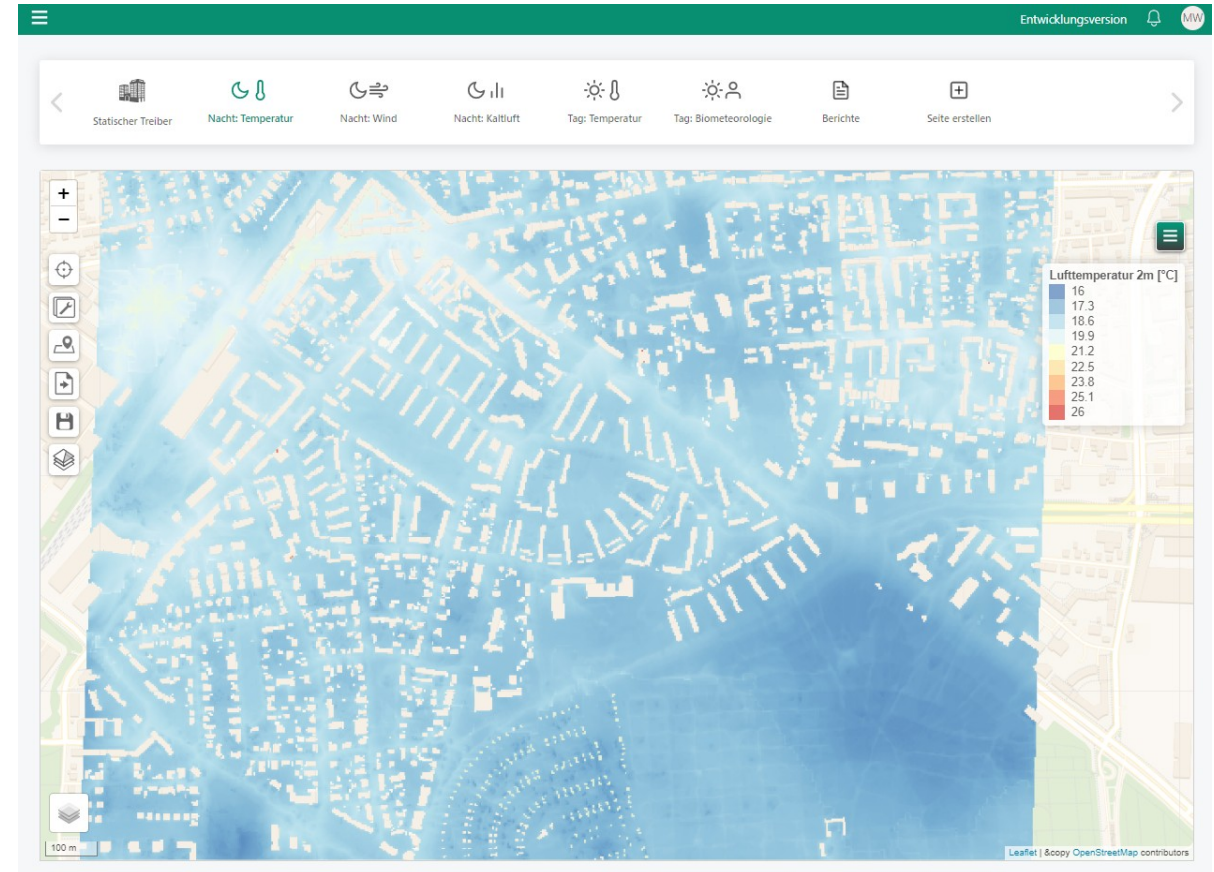 Entwicklungsversion
MW
Statischer Treiber
Nacht: Temperatur
Nacht: Wind
Nacht: Kaltluft
Tag: Temperatur
Tag: Biometeorologie
Berichte
Seite erstellen
+
−
Lufttemperatur 2m [°C]
16
17.3
18.6
19.9
21.2
22.5
23.8
25.1
26
100 m
Leaflet | &copy OpenStreetMap contributors